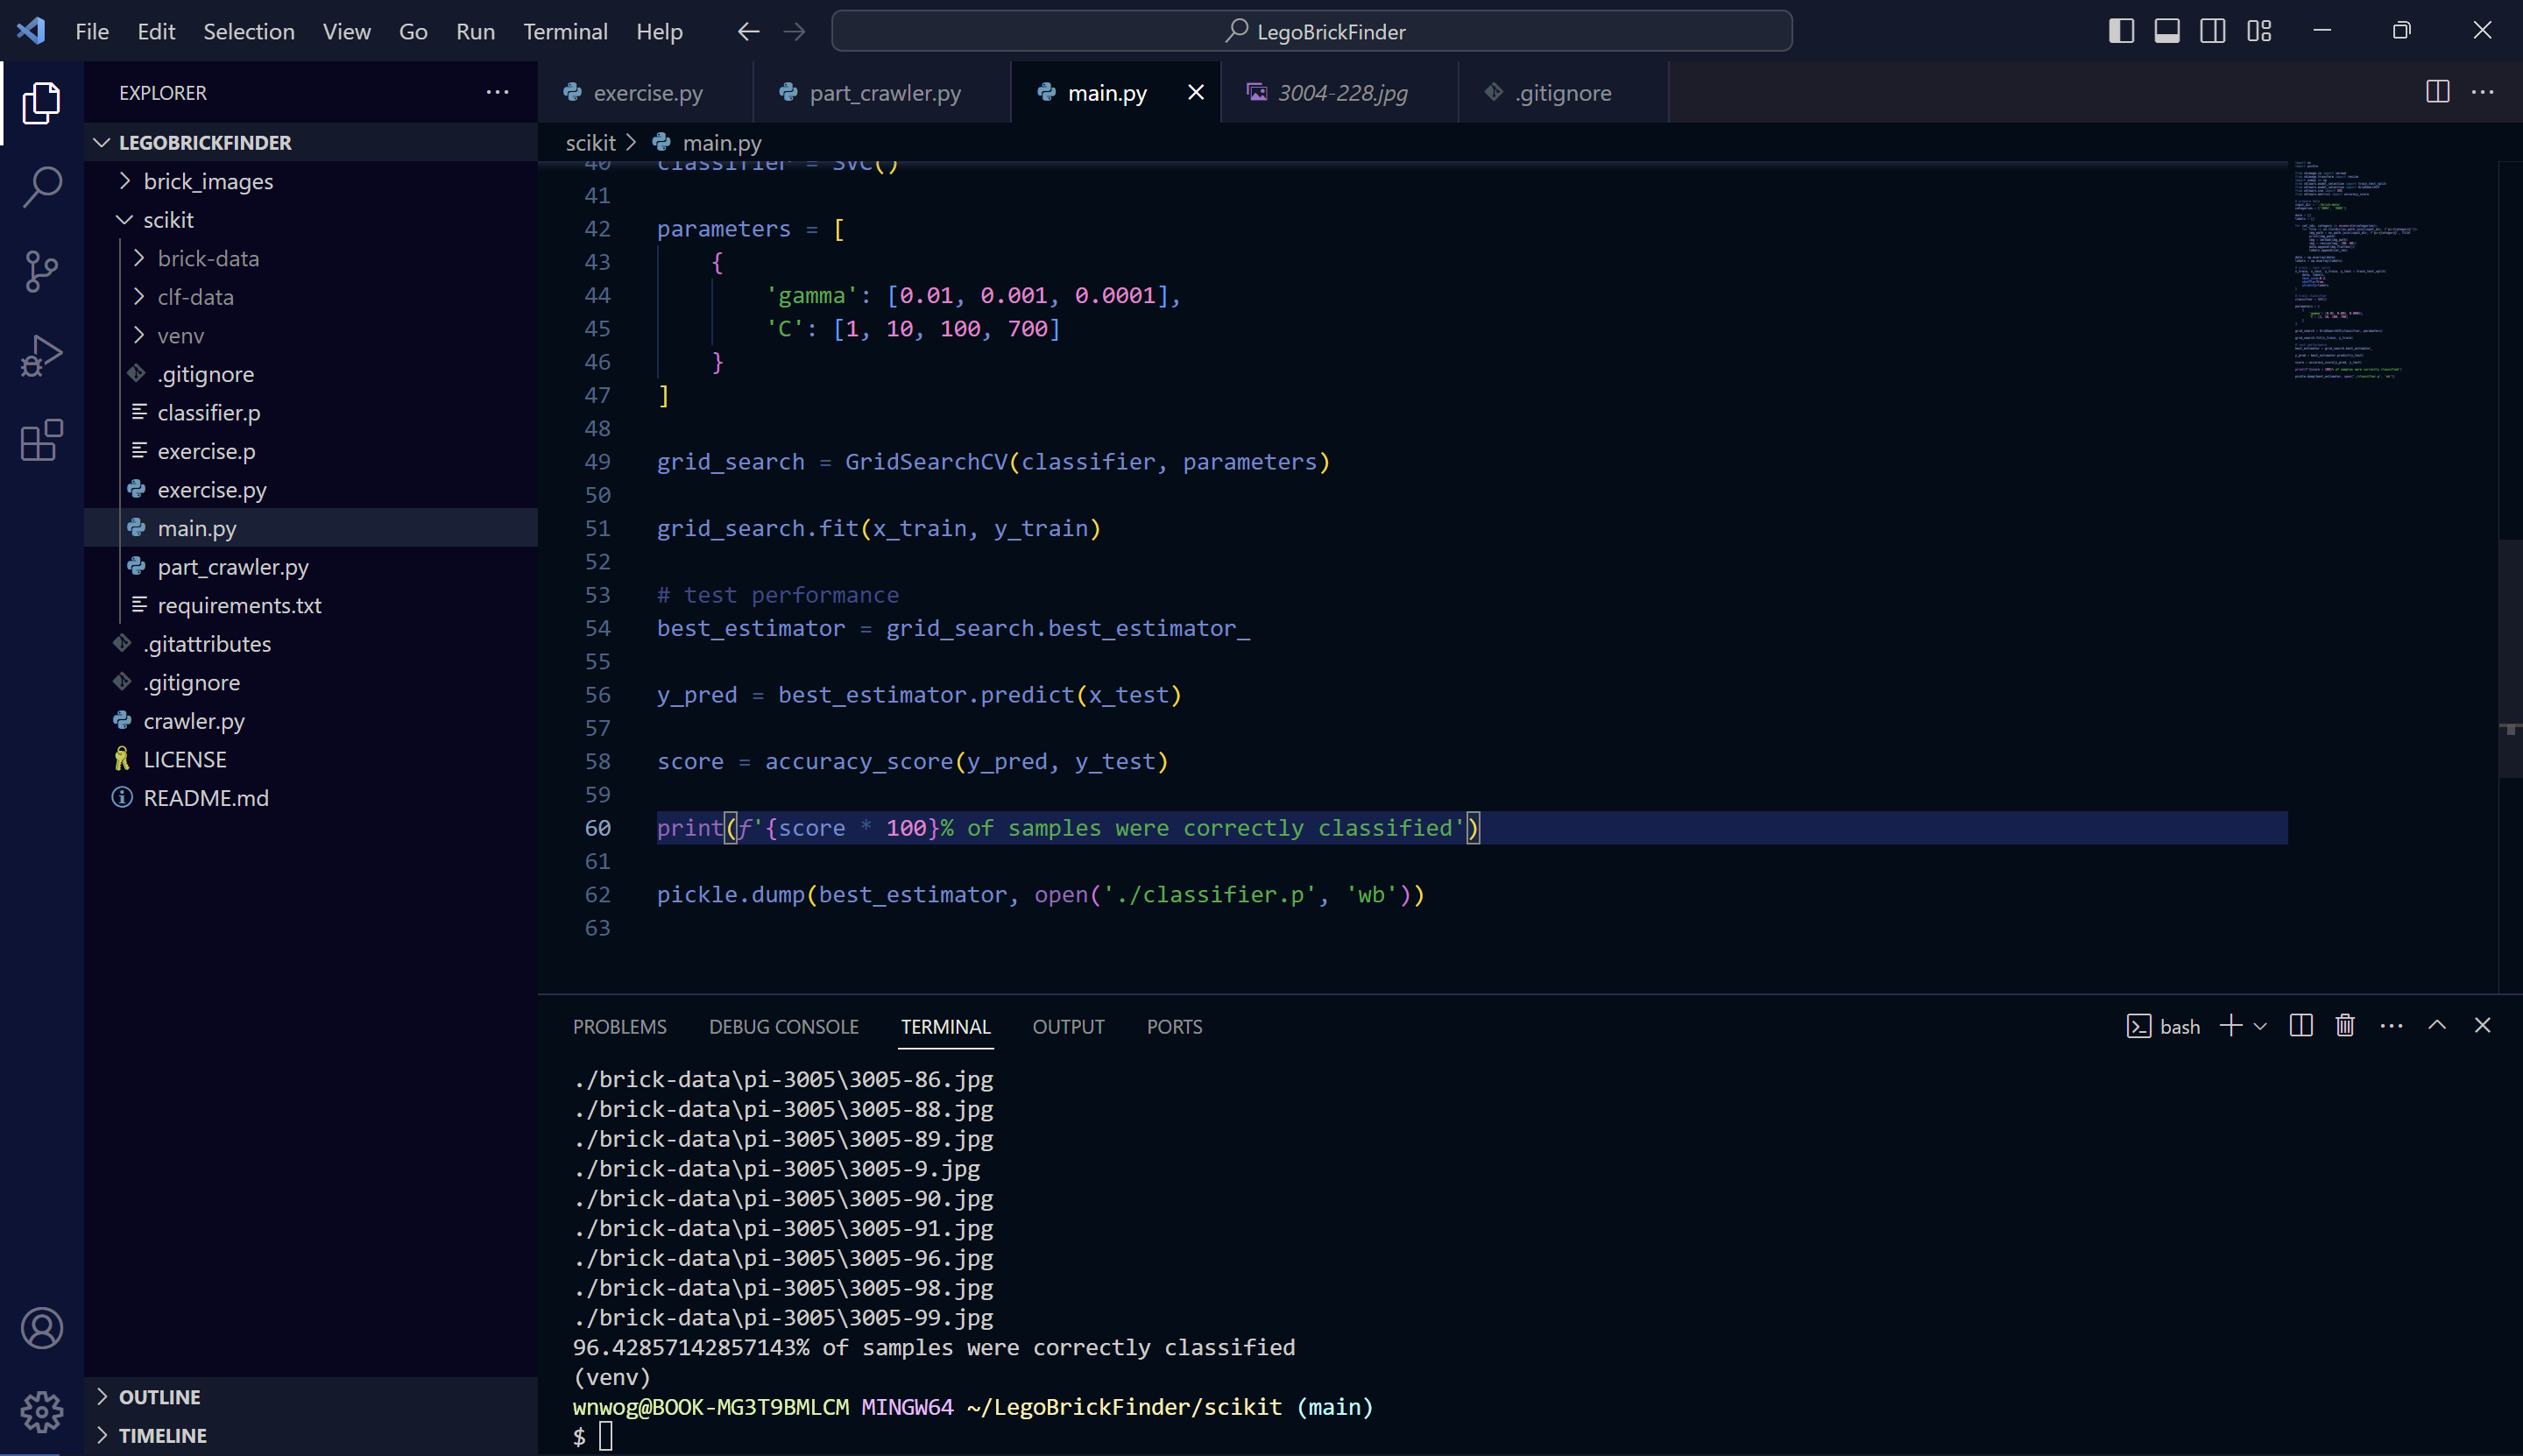 File Edit Selection View Go Run Terminal Help LegoBrickFinder
EXPLORER
LEGOBRICKFINDER
brick_images
scikit
brick-data
clf-data
venv
.gitignore
classifier.p
exercise.p
exercise.py
main.py
part_crawler.py
requirements.txt
.gitattributes
.gitignore
crawler.py
LICENSE
README.md
OUTLINE
TIMELINE
exercise.py part_crawler.py main.py 3004-228.jpg .gitignore
scikit > main.py
40 classifier = SVC()
41
42 parameters = [
43 {
44 'gamma': [0.01, 0.001, 0.0001],
45 'C': [1, 10, 100, 700]
46 }
47 ]
48
49 grid_search = GridSearchCV(classifier, parameters)
50
51 grid_search.fit(x_train, y_train)
52
53 # test performance
54 best_estimator = grid_search.best_estimator_
55
56 y_pred = best_estimator.predict(x_test)
57
58 score = accuracy_score(y_pred, y_test)
59
60 print(f'{score * 100}% of samples were correctly classified')
61
62 pickle.dump(best_estimator, open('./classifier.p', 'wb'))
63
PROBLEMS DEBUG CONSOLE TERMINAL OUTPUT PORTS bash
./brick-data\pi-3005\3005-86.jpg
./brick-data\pi-3005\3005-88.jpg
./brick-data\pi-3005\3005-89.jpg
./brick-data\pi-3005\3005-9.jpg
./brick-data\pi-3005\3005-90.jpg
./brick-data\pi-3005\3005-91.jpg
./brick-data\pi-3005\3005-96.jpg
./brick-data\pi-3005\3005-98.jpg
./brick-data\pi-3005\3005-99.jpg
96.42857142857143% of samples were correctly classified
(venv)
wnwog@BOOK-MG3T9BMLCM MINGW64 ~/LegoBrickFinder/scikit (main)
$